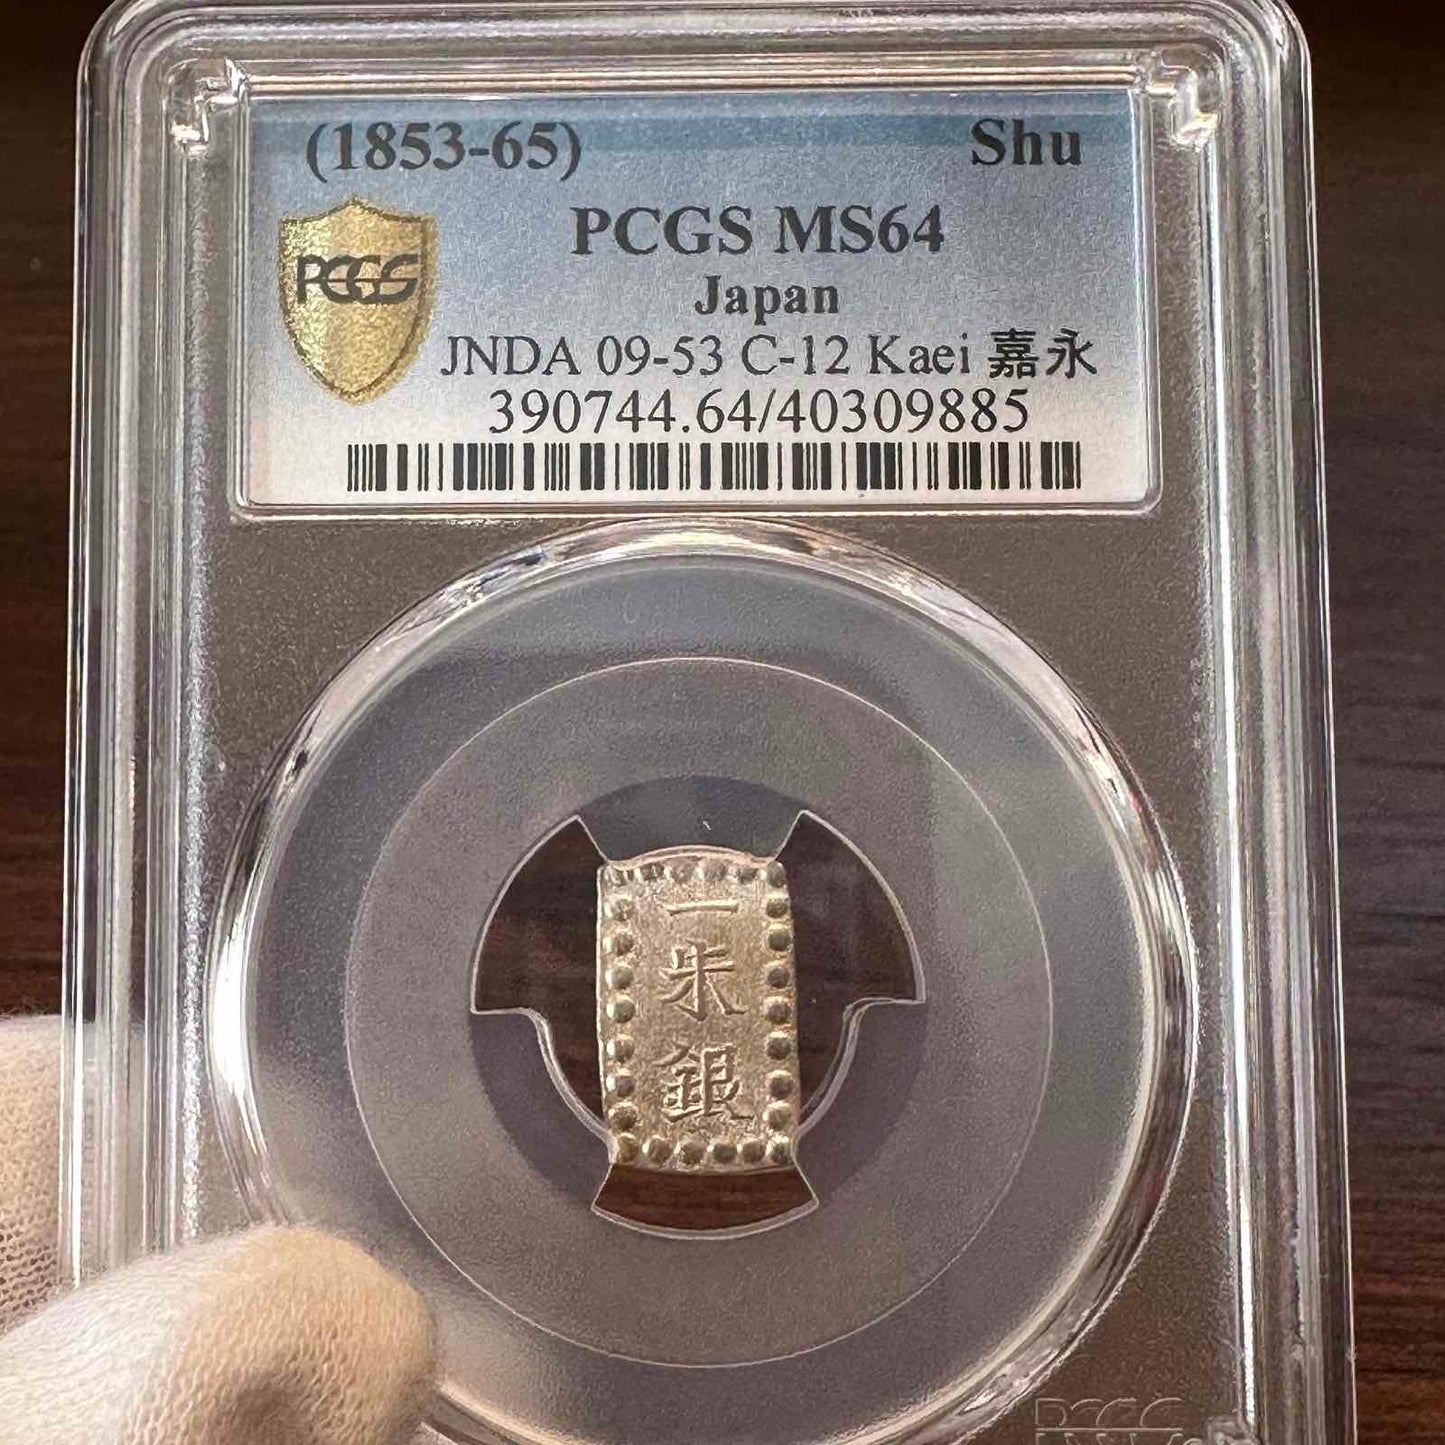 (1853-65) Shu
PCGS MS64
PCGS
Japan
JNDA 09-53 C-12 Kaei 嘉永
390744.64/40309885
一
朱
銀
PCGS